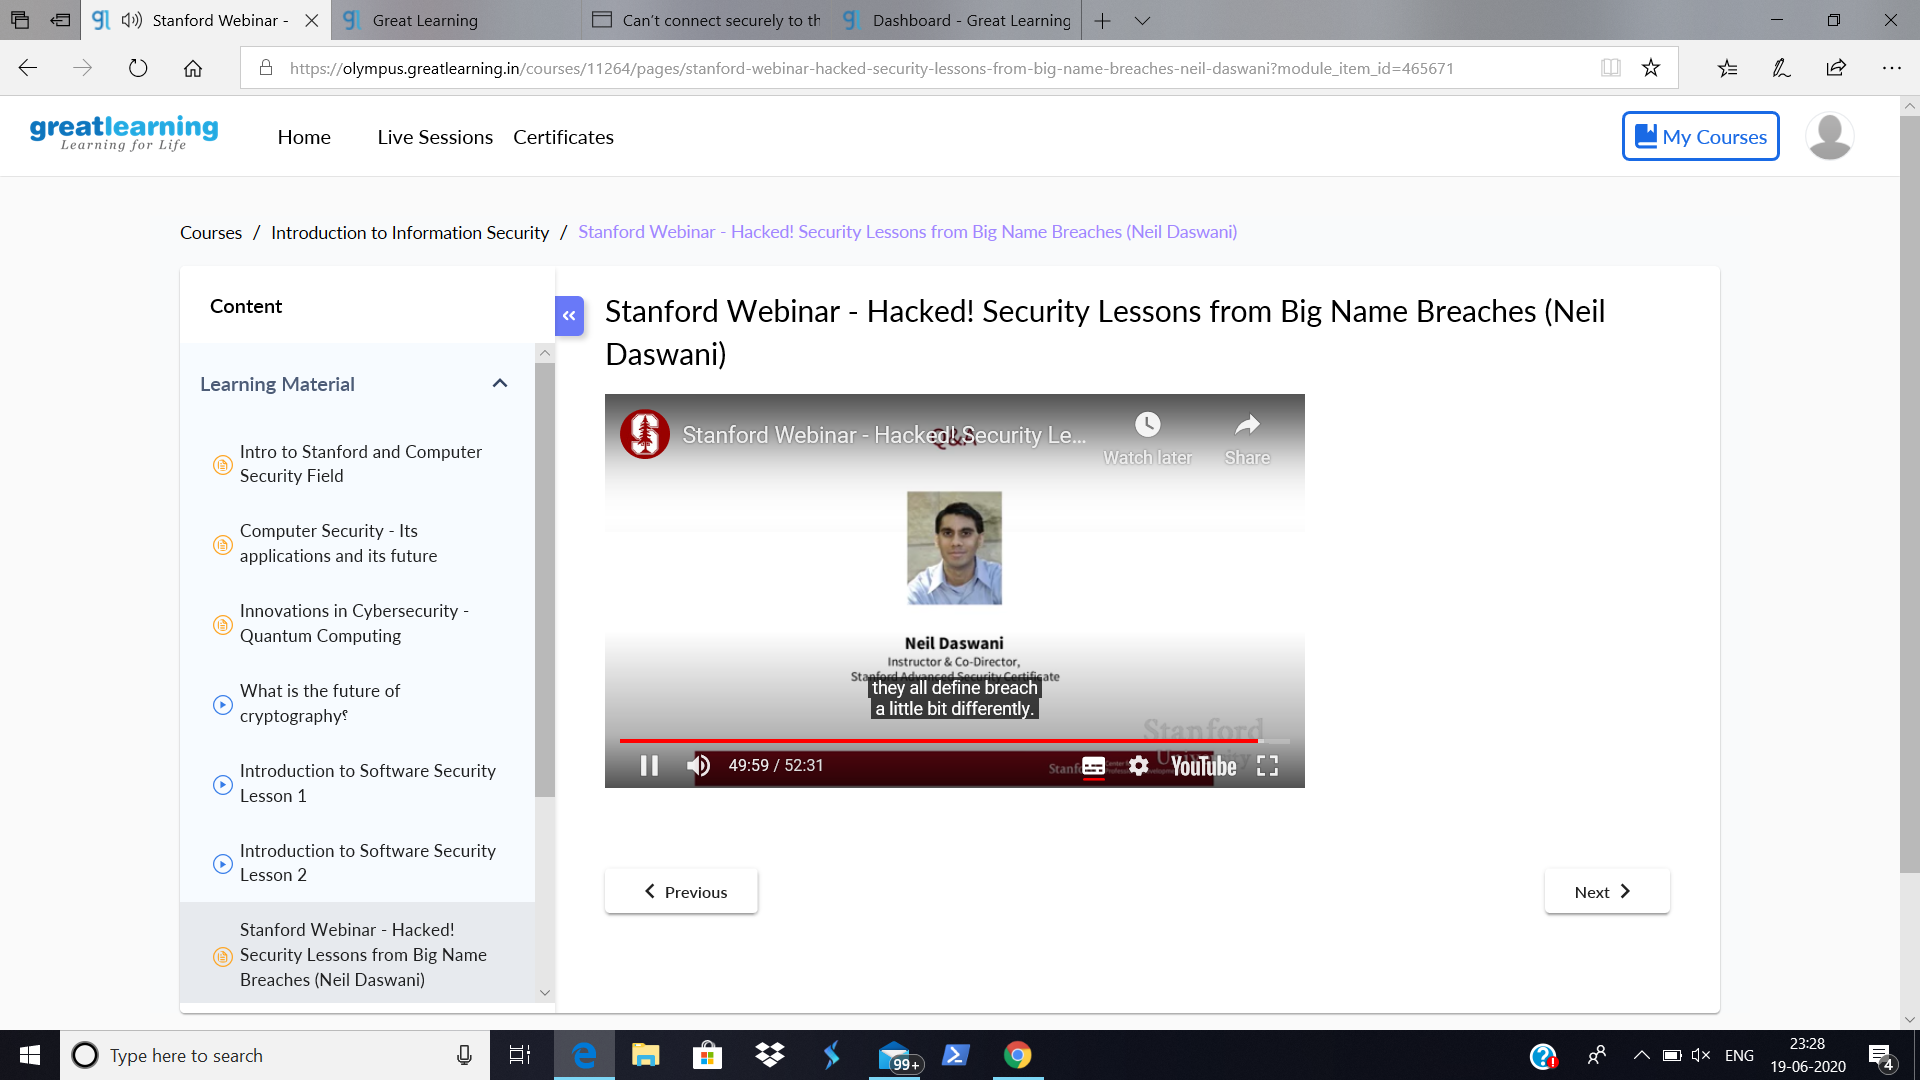 Stanford Webinar -
Great Learning
Can't connect securely to th
Dashboard - Great Learning
https://olympus.greatlearning.in/courses/11264/pages/stanford-webinar-hacked-security-lessons-from-big-name-breaches-neil-daswani?module_item_id=465671
greatlearning
Learning for Life
Home
Live Sessions
Certificates
My Courses
Courses / Introduction to Information Security / Stanford Webinar - Hacked! Security Lessons from Big Name Breaches (Neil Daswani)
Content
Learning Material
Intro to Stanford and Computer
Security Field
Computer Security - Its
applications and its future
Innovations in Cybersecurity -
Quantum Computing
What is the future of
cryptography؟
Introduction to Software Security
Lesson 1
Introduction to Software Security
Lesson 2
Stanford Webinar - Hacked!
Security Lessons from Big Name
Breaches (Neil Daswani)
Stanford Webinar - Hacked! Security Lessons from Big Name Breaches (Neil
Daswani)
Stanford Webinar - Hacked! Security Le...
Q&A
Watch later
Share
Neil Daswani
Instructor & Co-Director,
Stanford Advanced Security Certificate
they all define breach
a little bit differently.
Stanford
University
49:59 / 52:31
YouTube
Previous
Next
Type here to search
99+
ENG
23:28
19-06-2020
4